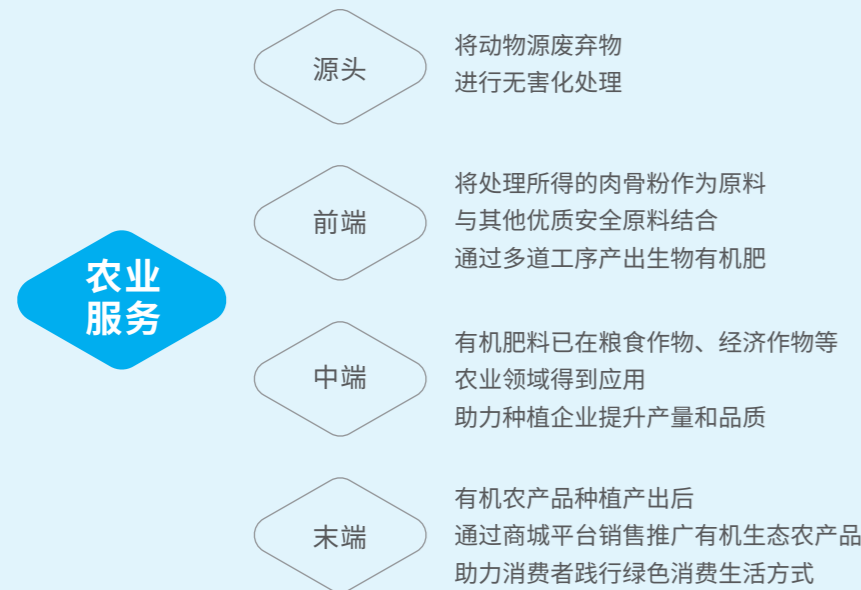 农业
服务
源头
将动物源废弃物
进行无害化处理
前端
将处理所得的肉骨粉作为原料
与其他优质安全原料结合
通过多道工序产出生物有机肥
中端
有机肥料已在粮食作物、经济作物等
农业领域得到应用
助力种植企业提升产量和品质
末端
有机农产品种植产出后
通过商城平台销售推广有机生态农产品
助力消费者践行绿色消费生活方式